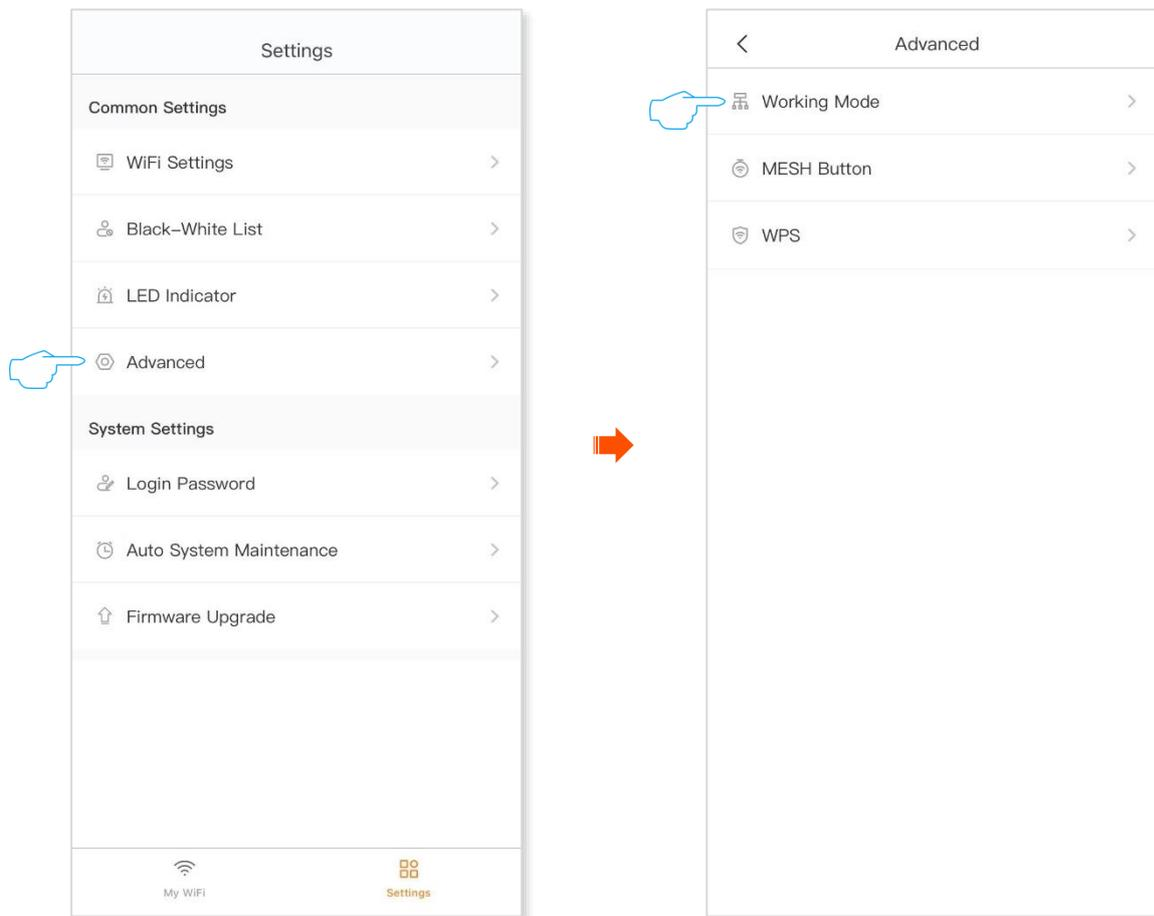 Settings
Common Settings
WiFi Settings
Black-White List
LED Indicator
Advanced
System Settings
Login Password
Auto System Maintenance
Firmware Upgrade
My WiFi
Settings
Advanced
Working Mode
MESH Button
WPS